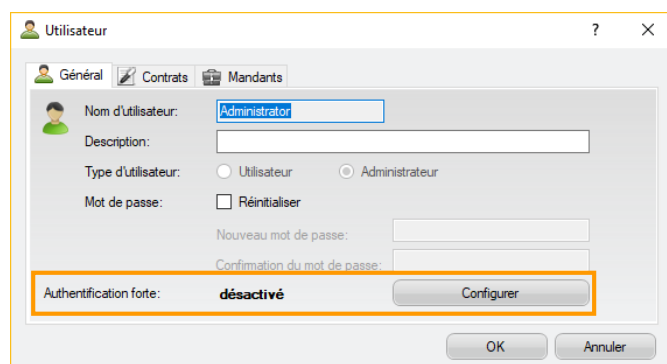 Utilisateur ? ×
Général Contrats Mandants
Nom d'utilisateur: Administrator
Description:
Type d'utilisateur: Utilisateur Administrateur
Mot de passe: Réinitialiser
Nouveau mot de passe:
Confirmation du mot de passe:
Authentification forte: désactivé Configurer
OK Annuler